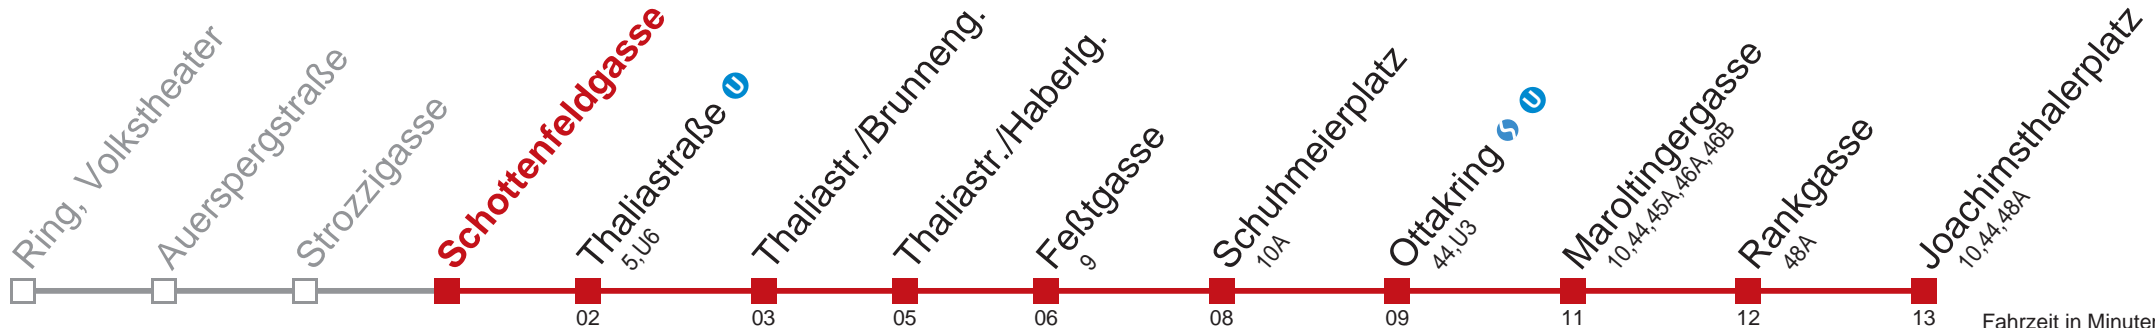 Ring, Volkstheater
Auerspergstraße
Strozzigasse
Schottenfeldgasse
Thaliastraße U
5,U6
Thaliastr./Brunneng.
Thaliastr./Haberlg.
Feßtgasse
9
Schuhmeierplatz
10A
Ottakring S U
44,U3
Maroltingergasse
10,44,45A,46A,46B
Rankgasse
48A
Joachimsthalerplatz
10,44,48A
02 03 05 06 08 09 11 12 13 Fahrzeit in Minuten